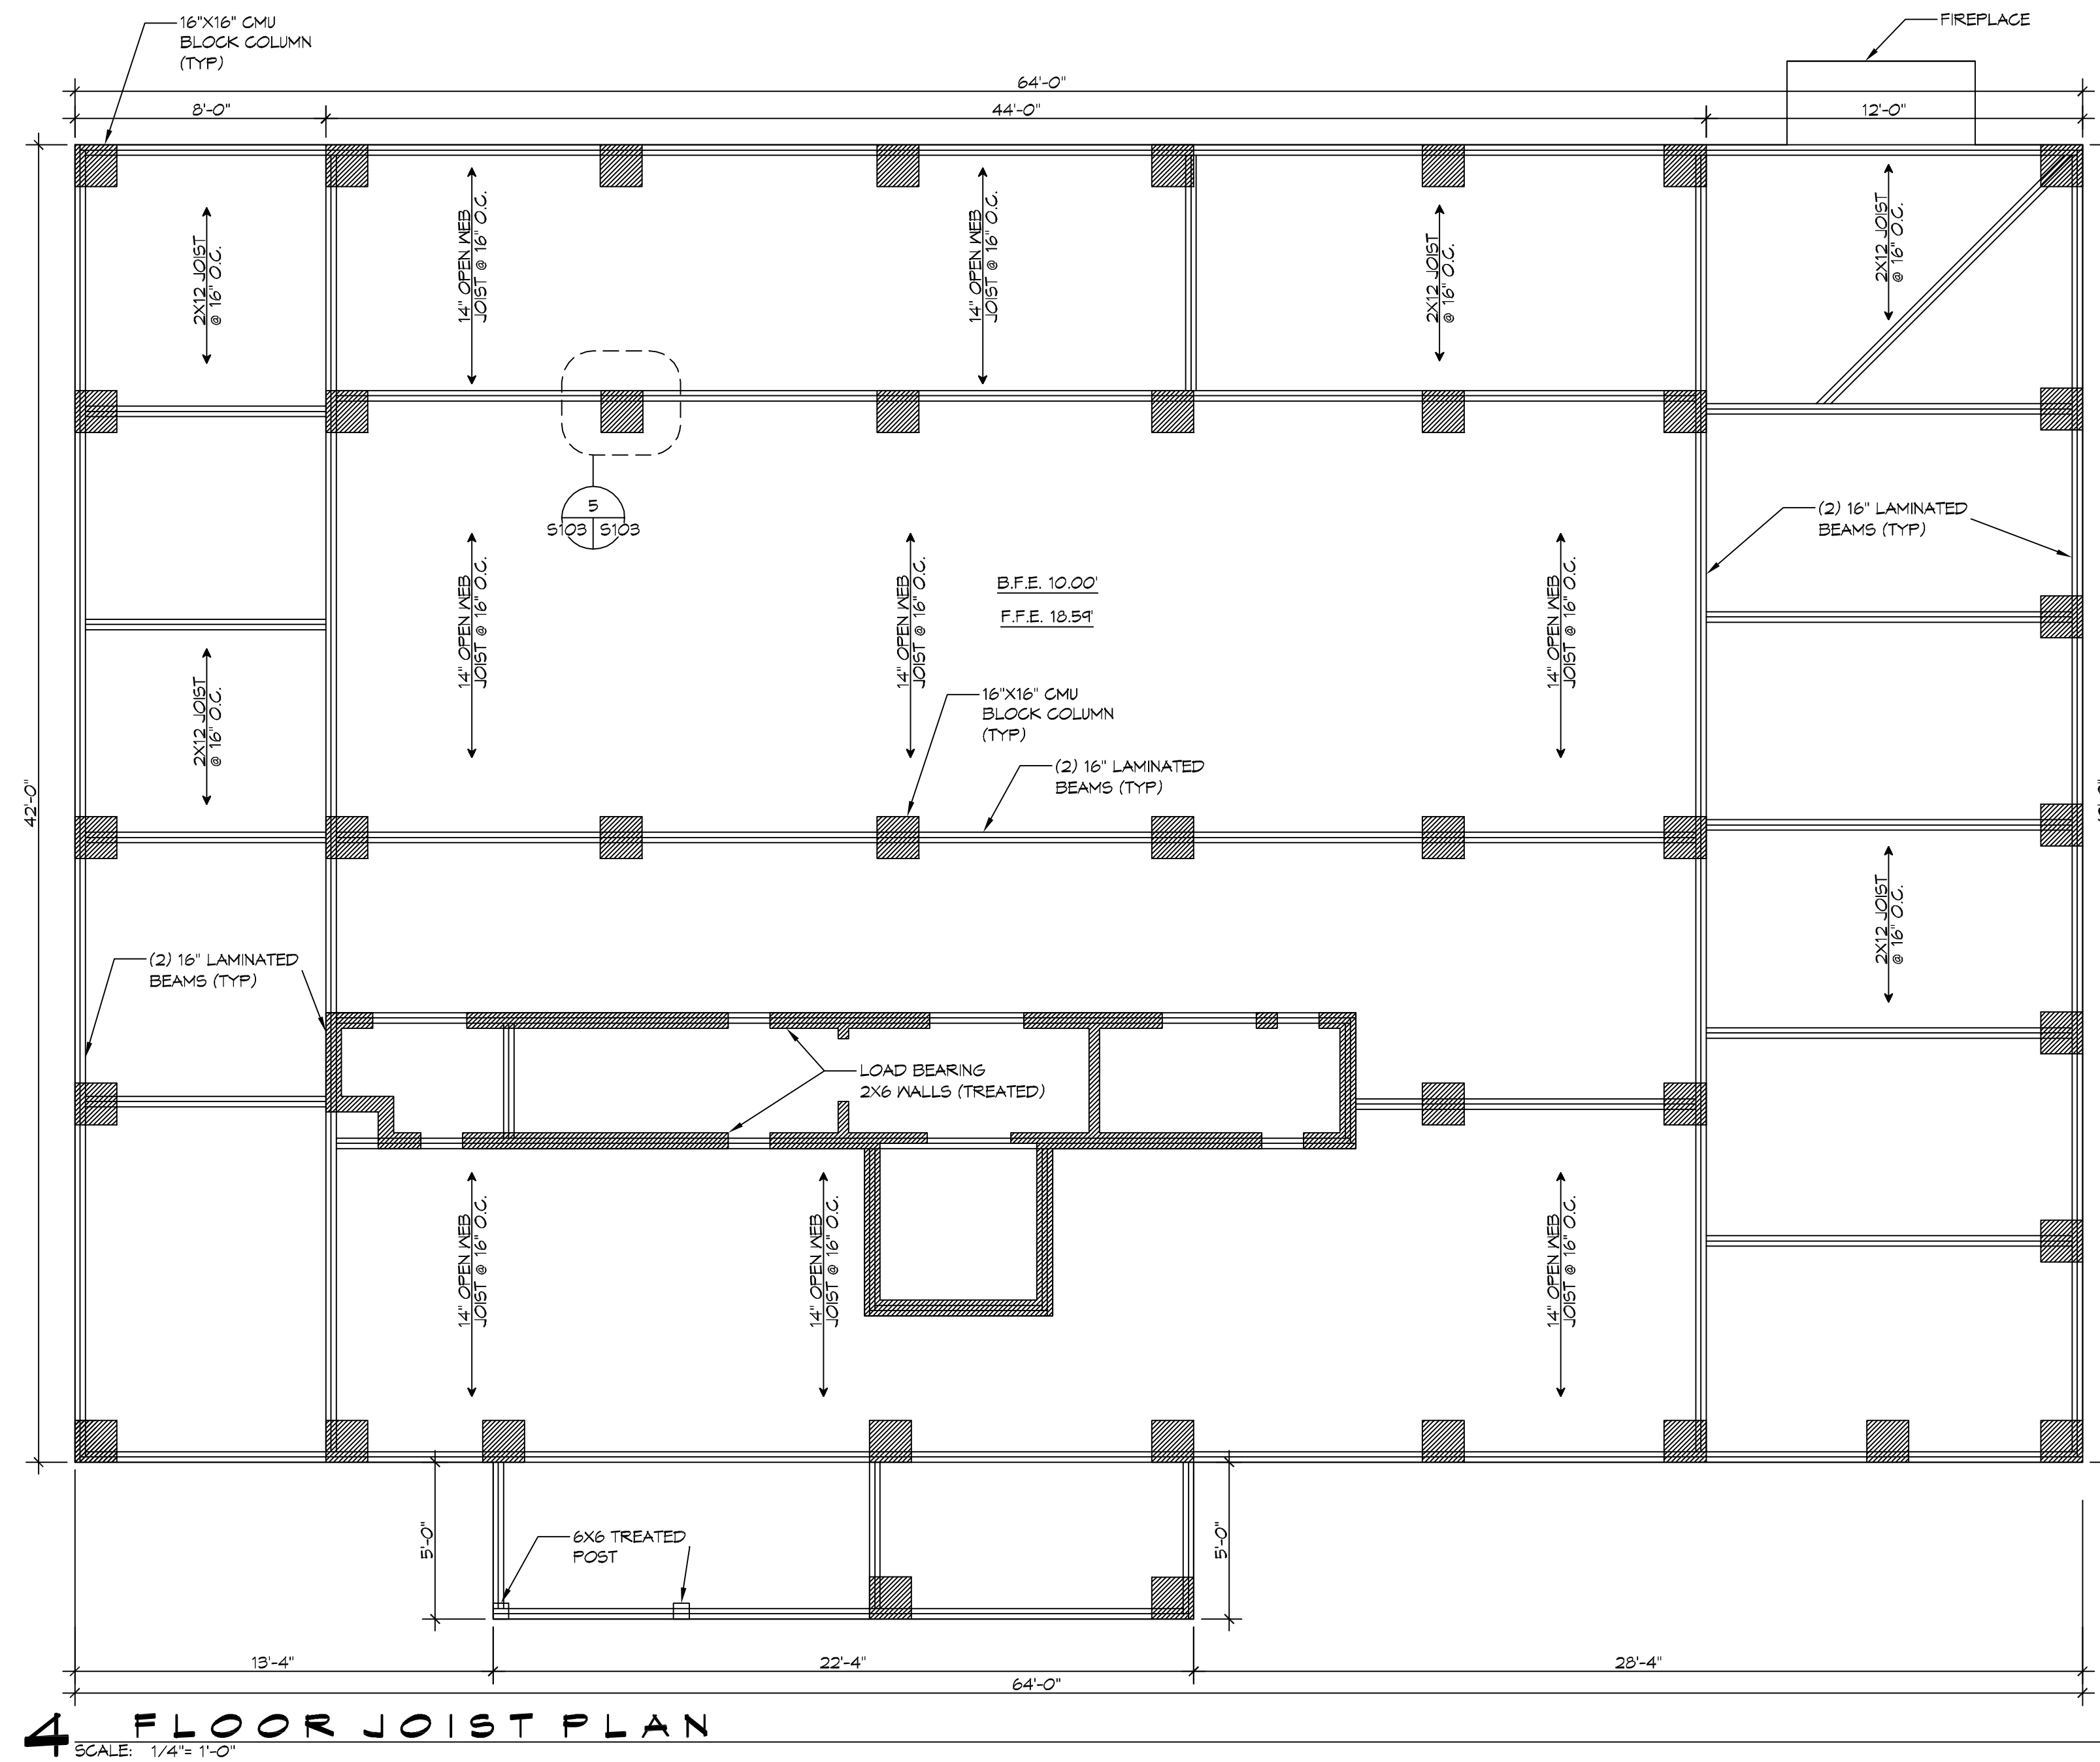 16"X16" CMU
BLOCK COLUMN
(TYP)
FIREPLACE
64'-0"
8'-0"
44'-0"
12'-0"
2X12 JOIST
@ 16" O.C.
14" OPEN WEB
JOIST @ 16" O.C.
14" OPEN WEB
JOIST @ 16" O.C.
2X12 JOIST
@ 16" O.C.
2X12 JOIST
@ 16" O.C.
5
S103 S103
(2) 16" LAMINATED
BEAMS (TYP)
14" OPEN WEB
JOIST @ 16" O.C.
14" OPEN WEB
JOIST @ 16" O.C.
B.F.E. 10.00'
F.F.E. 18.59'
14" OPEN WEB
JOIST @ 16" O.C.
2X12 JOIST
@ 16" O.C.
16"X16" CMU
BLOCK COLUMN
(TYP)
(2) 16" LAMINATED
BEAMS (TYP)
42'-0"
2X12 JOIST
@ 16" O.C.
(2) 16" LAMINATED
BEAMS (TYP)
LOAD BEARING
2X6 WALLS (TREATED)
14" OPEN WEB
JOIST @ 16" O.C.
14" OPEN WEB
JOIST @ 16" O.C.
14" OPEN WEB
JOIST @ 16" O.C.
5'-0"
6X6 TREATED
POST
5'-0"
13'-4"
22'-4"
28'-4"
64'-0"
4 FLOOR JOIST PLAN
SCALE: 1/4"= 1'-0"